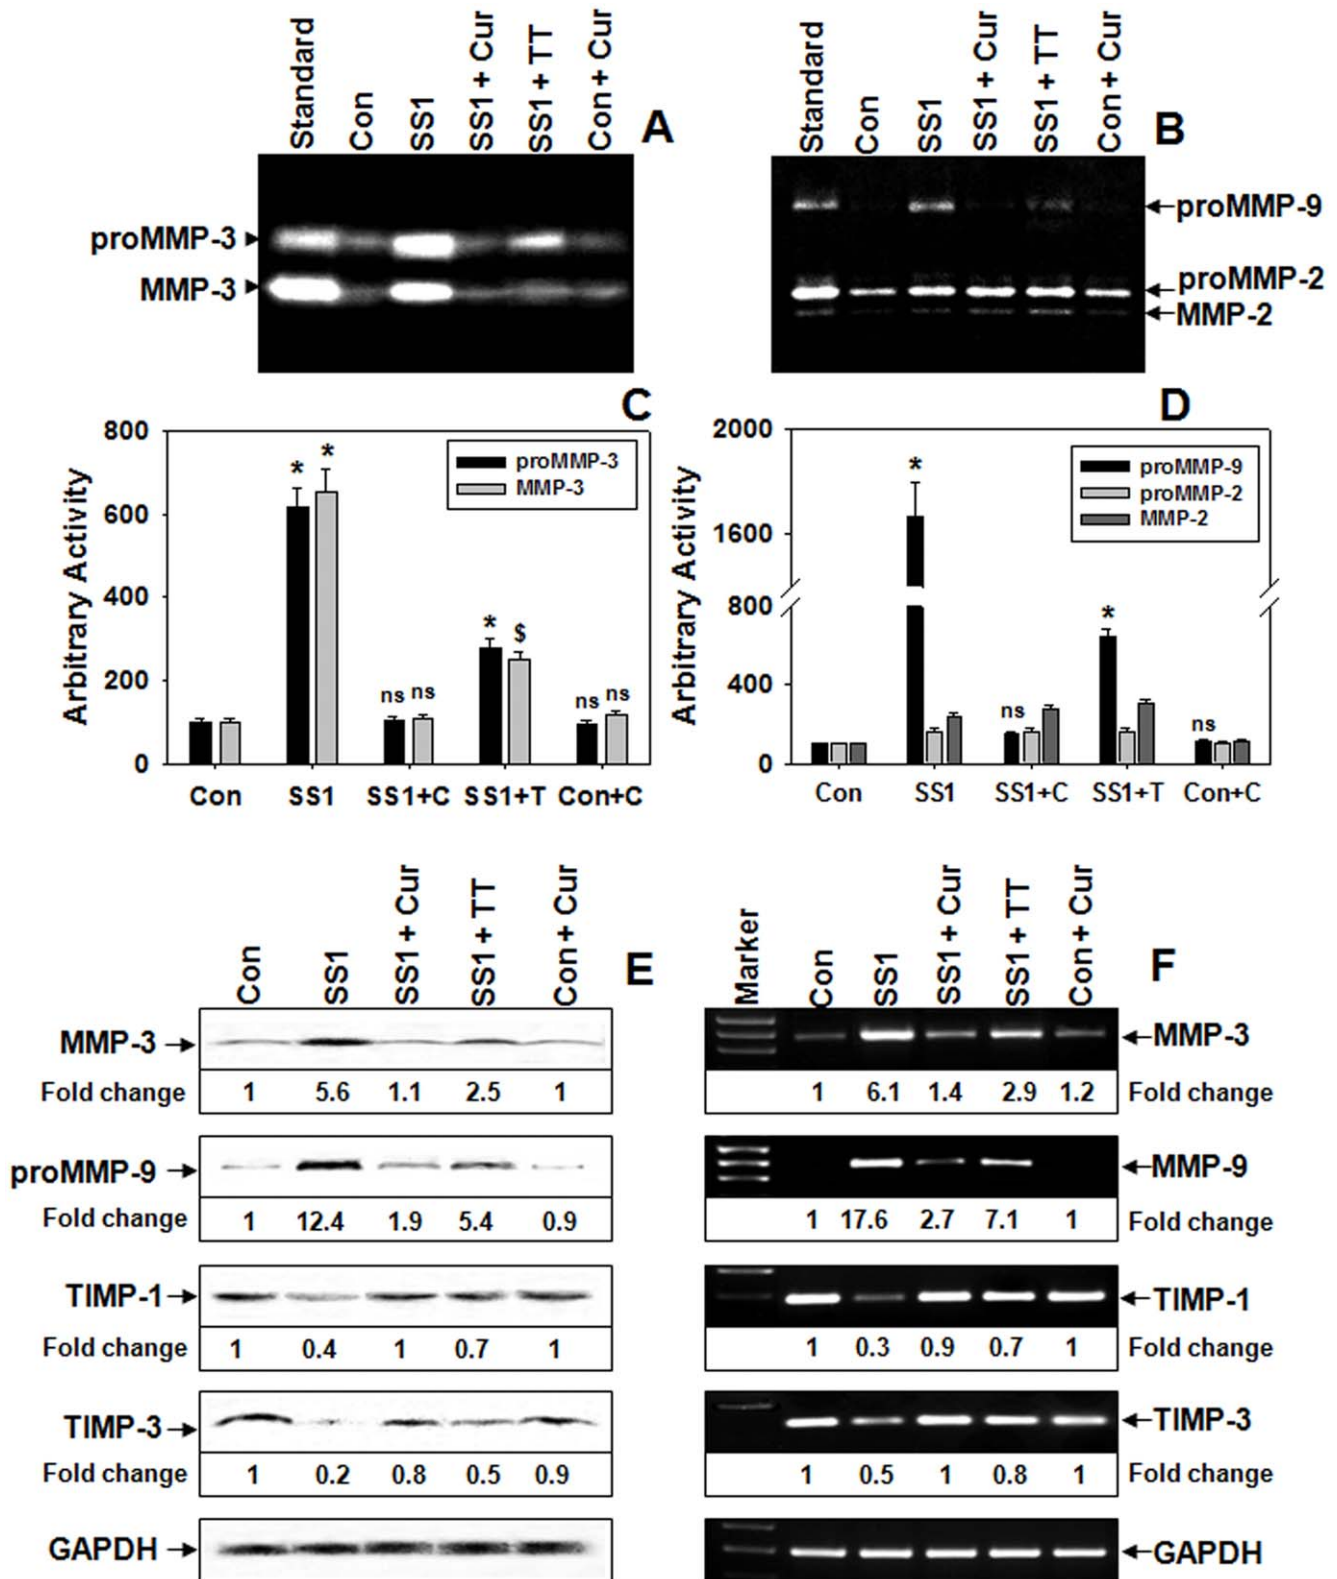 Standard Con SS1 SS1 + Cur SS1 + TT Con + Cur A
proMMP-3
MMP-3
Standard Con SS1 SS1 + Cur SS1 + TT Con + Cur B
proMMP-9
proMMP-2
MMP-2
C
Arbitrary Activity
800
600
400
200
0
proMMP-3
MMP-3
* *
ns ns
* $
ns ns
Con SS1 SS1+C SS1+T Con+C
D
Arbitrary Activity
2000
1600
800
400
0
proMMP-9
proMMP-2
MMP-2
*
ns
*
ns
Con SS1 SS1+C SS1+T Con+C
Con SS1 SS1 + Cur SS1 + TT Con + Cur E
MMP-3
Fold change 1 5.6 1.1 2.5 1
proMMP-9
Fold change 1 12.4 1.9 5.4 0.9
TIMP-1
Fold change 1 0.4 1 0.7 1
TIMP-3
Fold change 1 0.2 0.8 0.5 0.9
GAPDH
Marker Con SS1 SS1 + Cur SS1 + TT Con + Cur F
MMP-3
1 6.1 1.4 2.9 1.2 Fold change
MMP-9
1 17.6 2.7 7.1 1 Fold change
TIMP-1
1 0.3 0.9 0.7 1 Fold change
TIMP-3
1 0.5 1 0.8 1 Fold change
GAPDH